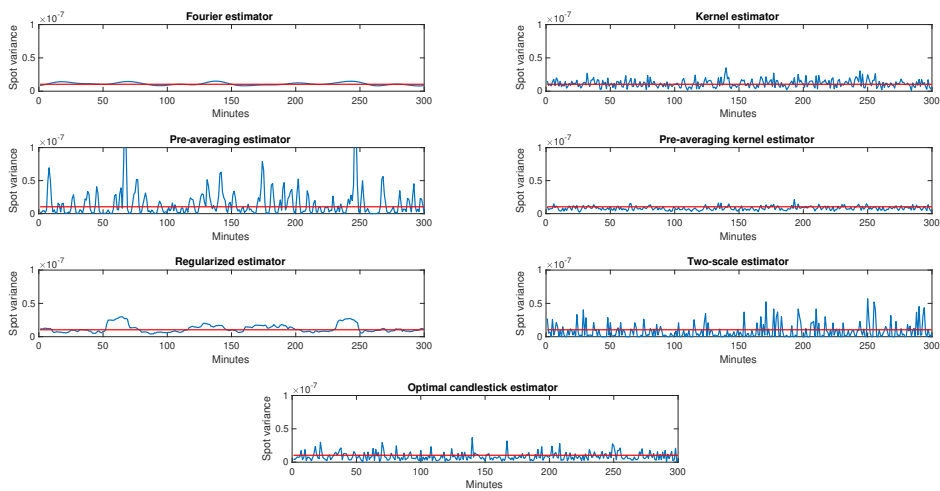 Fourier estimator
×10^-7
Spot variance
1
0.5
0
0 50 100 150 200 250 300
Minutes
Kernel estimator
×10^-7
Spot variance
1
0.5
0
0 50 100 150 200 250 300
Minutes
Pre-averaging estimator
×10^-7
Spot variance
1
0.5
0
0 50 100 150 200 250 300
Minutes
Pre-averaging kernel estimator
×10^-7
Spot variance
1
0.5
0
0 50 100 150 200 250 300
Minutes
Regularized estimator
×10^-7
Spot variance
1
0.5
0
0 50 100 150 200 250 300
Minutes
Two-scale estimator
×10^-7
Spot variance
1
0.5
0
0 50 100 150 200 250 300
Minutes
Optimal candlestick estimator
×10^-7
Spot variance
1
0.5
0
0 50 100 150 200 250 300
Minutes